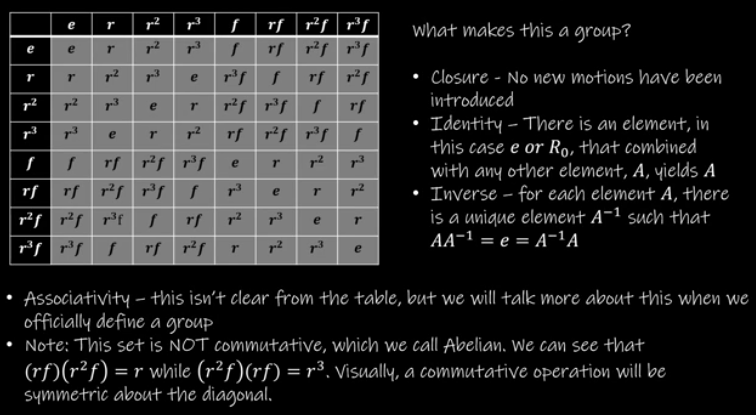 e r r² r³ f rf r²f r³f
e e r r² r³ f rf r²f r³f
r r r² r³ e r³f f rf r²f
r² r² r³ e r r²f r³f f rf
r³ r³ e r r² rf r²f r³f f
f f rf r²f r³f e r r² r³
rf rf r²f r³f f r³ e r r²
r²f r²f r³f f rf r² r³ e r
r³f r³f f rf r²f r r² r³ e
What makes this a group?
• Closure - No new motions have been
introduced
• Identity – There is an element, in
this case e or R₀, that combined
with any other element, A, yields A
• Inverse – for each element A, there
is a unique element A⁻¹ such that
AA⁻¹ = e = A⁻¹A
• Associativity – this isn't clear from the table, but we will talk more about this when we
officially define a group
• Note: This set is NOT commutative, which we call Abelian. We can see that
(rf)(r²f) = r while (r²f)(rf) = r³. Visually, a commutative operation will be
symmetric about the diagonal.